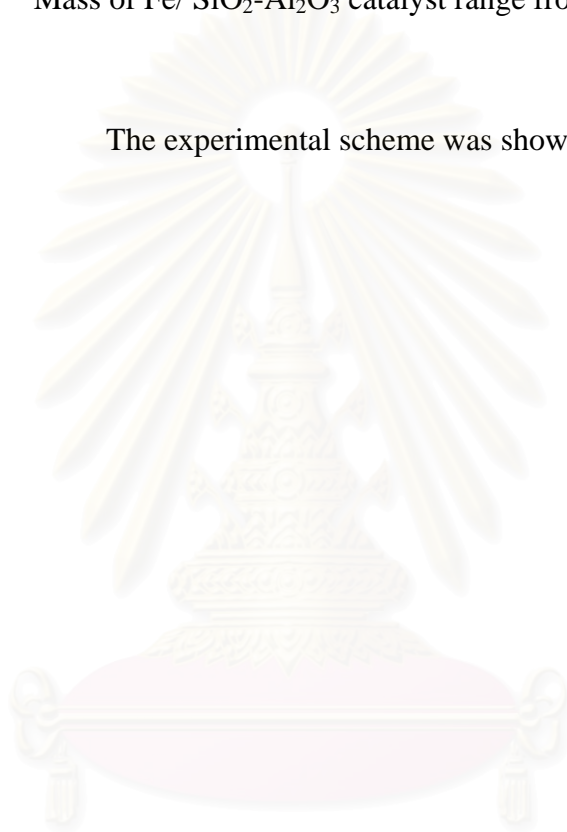 Mass of Fe/ SiO₂-Al₂O₃ catalyst range fro
The experimental scheme was show